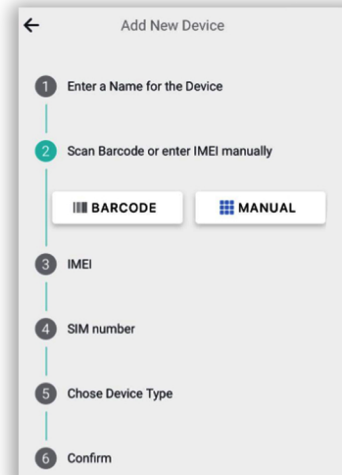 Add New Device
1 Enter a Name for the Device
2 Scan Barcode or enter IMEI manually
BARCODE MANUAL
3 IMEI
4 SIM number
5 Chose Device Type
6 Confirm